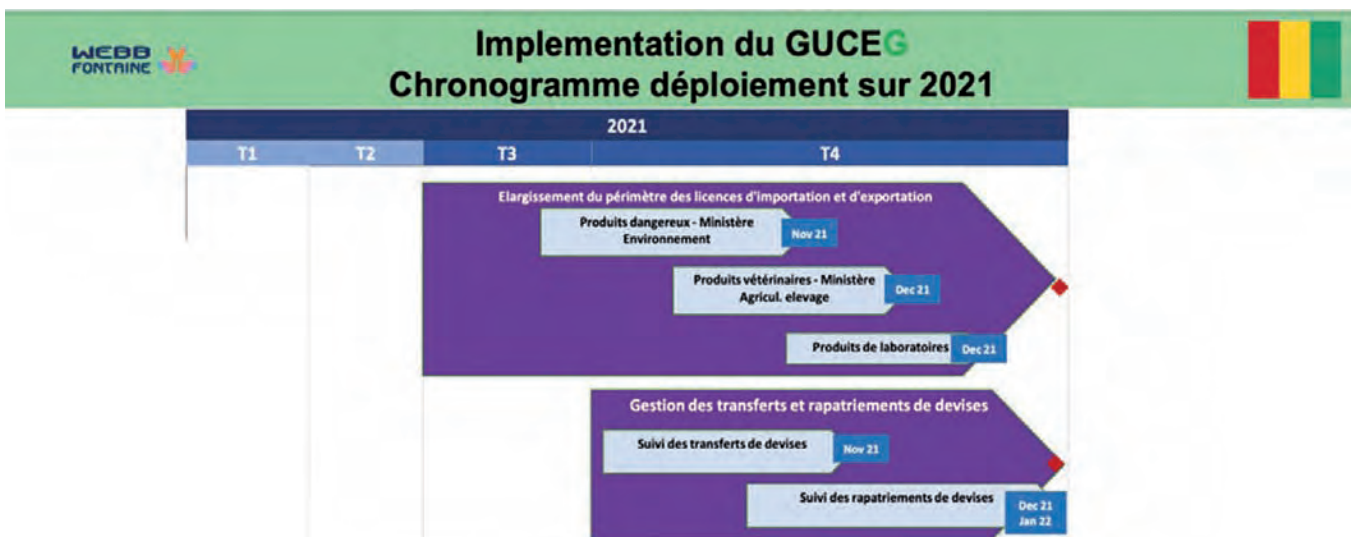 WEBB
FONTAINE
Implementation du GUCEG
Chronogramme déploiement sur 2021
2021
T1 T2 T3 T4
Elargissement du périmètre des licences d'importation et d'exportation
Produits dangereux - Ministère
Environnement
Nov 21
Produits vétérinaires - Ministère
Agricul. elevage
Dec 21
Produits de laboratoires
Dec 21
Gestion des transferts et rapatriements de devises
Suivi des transferts de devises
Nov 21
Suivi des rapatriements de devises
Dec 21
Jan 22